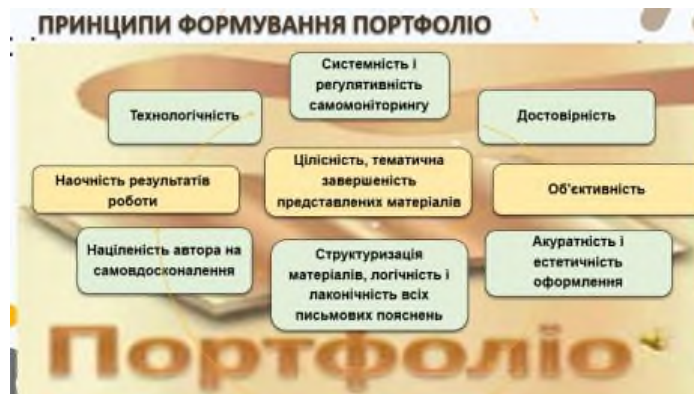 ПРИНЦИПИ ФОРМУВАННЯ ПОРТФОЛІО
Системність і
регулятивність
самомоніторингу
Технологічність
Достовірність
Цілісність, тематична
завершеність
представлених матеріалів
Наочність результатів
роботи
Об'єктивність
Націленість автора на
самовдосконалення
Структуризація
матеріалів, логічність і
лаконічність всіх
письмових пояснень
Акуратність і
естетичність
оформлення
Портфоліо